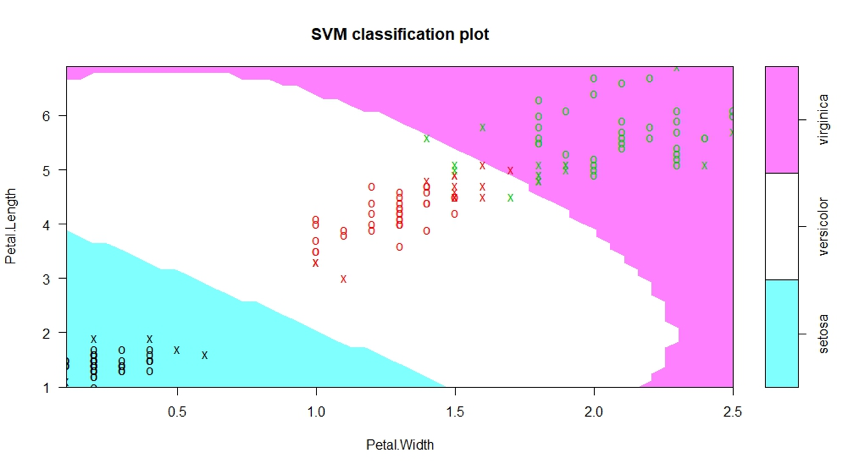 SVM classification plot
Petal.Length
6
5
4
3
2
1
0.5 1.0 1.5 2.0 2.5
Petal.Width
virginica
versicolor
setosa